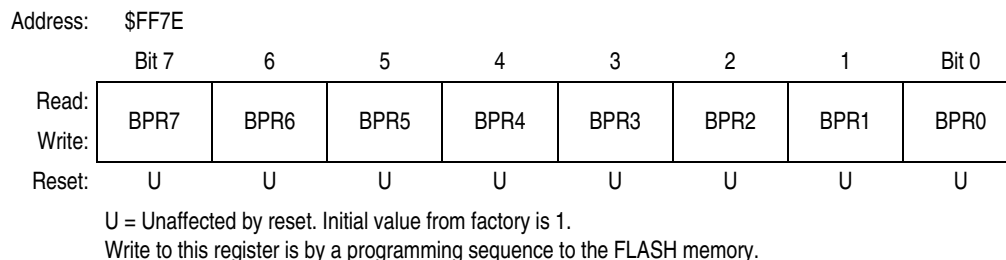 Address: $FF7E
Bit 7 6 5 4 3 2 1 Bit 0
Read:
BPR7 BPR6 BPR5 BPR4 BPR3 BPR2 BPR1 BPR0
Write:
Reset: U U U U U U U U
U = Unaffected by reset. Initial value from factory is 1.
Write to this register is by a programming sequence to the FLASH memory.